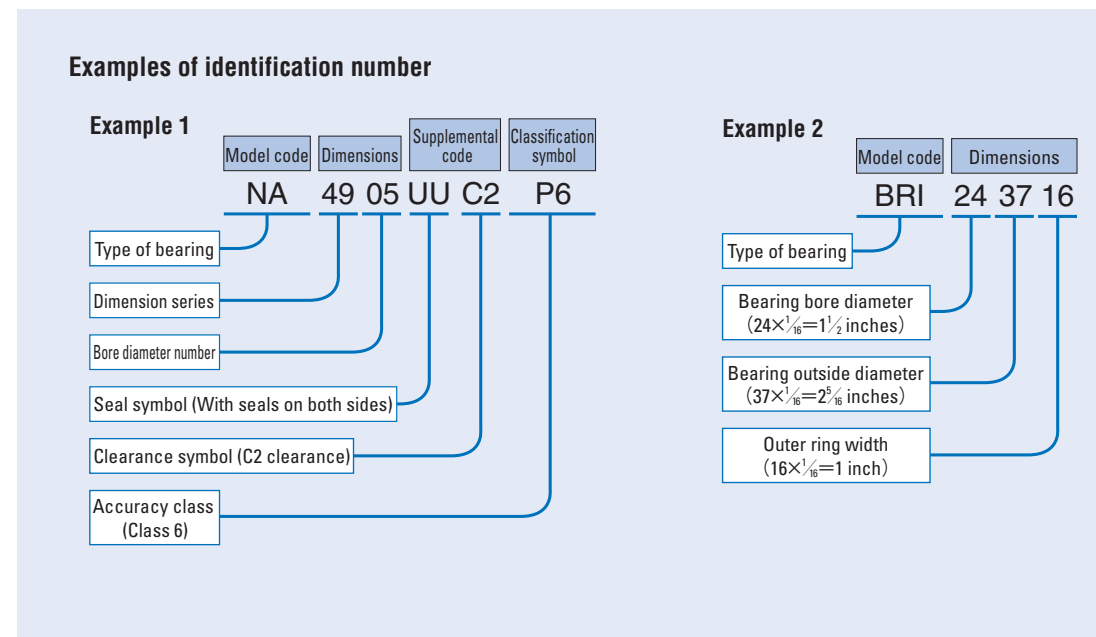 Examples of identification number
Example 1
Model code
Dimensions
Supplemental
code
Classification
symbol
NA 49 05 UU C2 P6
Type of bearing
Dimension series
Bore diameter number
Seal symbol (With seals on both sides)
Clearance symbol (C2 clearance)
Accuracy class
(Class 6)
Example 2
Model code
Dimensions
BRI 24 37 16
Type of bearing
Bearing bore diameter
(24×1/16=1 1/2 inches)
Bearing outside diameter
(37×1/16=2 5/16 inches)
Outer ring width
(16×1/16=1 inch)